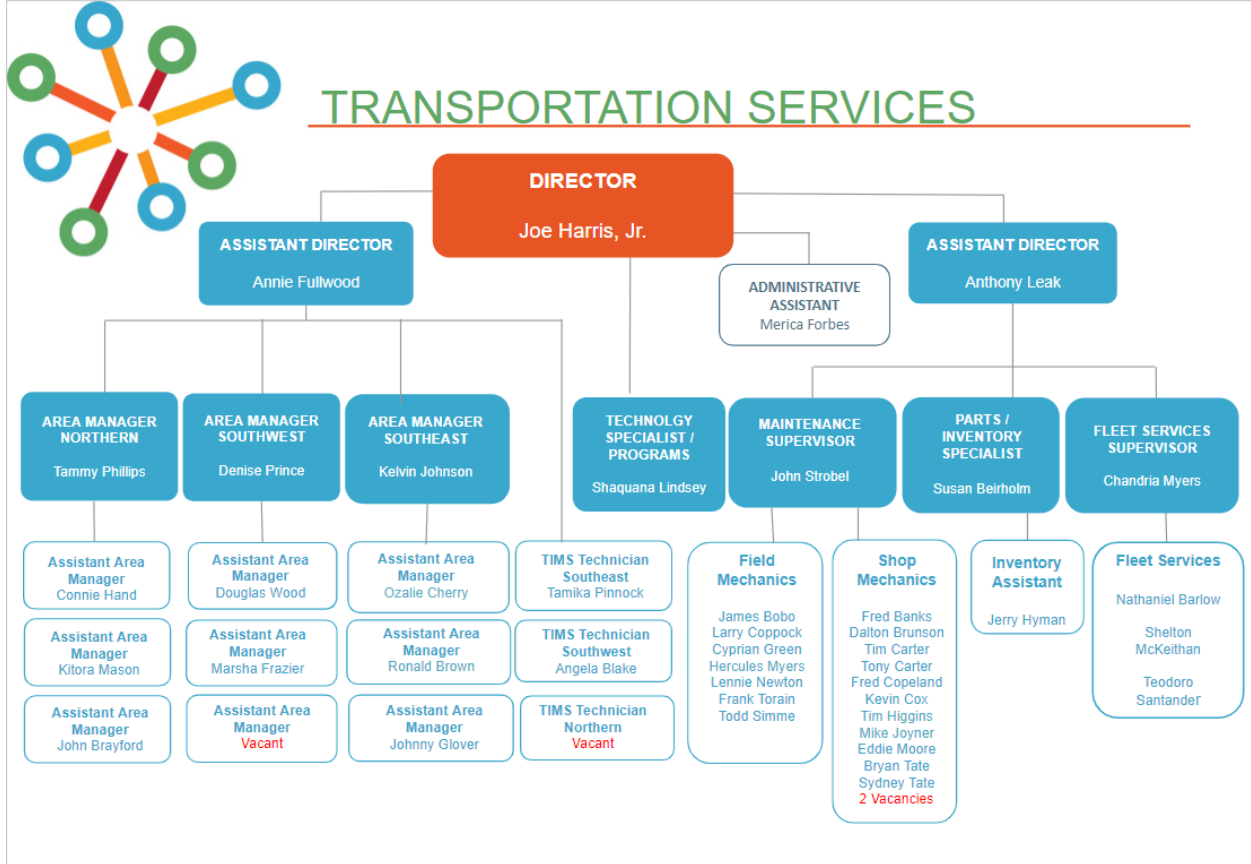 TRANSPORTATION SERVICES
DIRECTOR
Joe Harris, Jr.
ASSISTANT DIRECTOR
Annie Fullwood
ADMINISTRATIVE
ASSISTANT
Merica Forbes
ASSISTANT DIRECTOR
Anthony Leak
AREA MANAGER
NORTHERN
Tammy Phillips
AREA MANAGER
SOUTHWEST
Denise Prince
AREA MANAGER
SOUTHEAST
Kelvin Johnson
TECHNOLGY
SPECIALIST /
PROGRAMS
Shaquana Lindsey
MAINTENANCE
SUPERVISOR
John Strobel
PARTS /
INVENTORY
SPECIALIST
Susan Beirholm
FLEET SERVICES
SUPERVISOR
Chandria Myers
Assistant Area
Manager
Connie Hand
Assistant Area
Manager
Kitora Mason
Assistant Area
Manager
John Brayford
Assistant Area
Manager
Douglas Wood
Assistant Area
Manager
Marsha Frazier
Assistant Area
Manager
Vacant
Assistant Area
Manager
Ozalie Cherry
Assistant Area
Manager
Ronald Brown
Assistant Area
Manager
Johnny Glover
TIMS Technician
Southeast
Tamika Pinnock
TIMS Technician
Southwest
Angela Blake
TIMS Technician
Northern
Vacant
Field
Mechanics
James Bobo
Larry Coppock
Cyprian Green
Hercules Myers
Lennie Newton
Frank Torain
Todd Simme
Shop
Mechanics
Fred Banks
Dalton Brunson
Tim Carter
Tony Carter
Fred Copeland
Kevin Cox
Tim Higgins
Mike Joyner
Eddie Moore
Bryan Tate
Sydney Tate
2 Vacancies
Inventory
Assistant
Jerry Hyman
Fleet Services
Nathaniel Barlow
Shelton
McKeithan
Teodoro
Santander